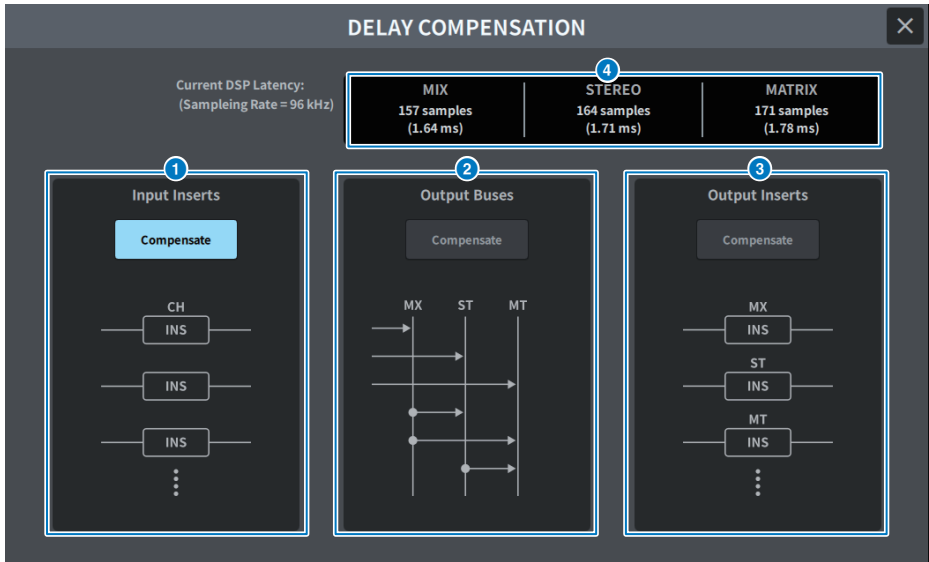 DELAY COMPENSATION
4
Current DSP Latency:
(Sampleing Rate = 96 kHz)
MIX
157 samples
(1.64 ms)
STEREO
164 samples
(1.71 ms)
MATRIX
171 samples
(1.78 ms)
1
Input Inserts
Compensate
CH
INS
INS
INS
2
Output Buses
Compensate
MX ST MT
3
Output Inserts
Compensate
MX
INS
ST
INS
MT
INS